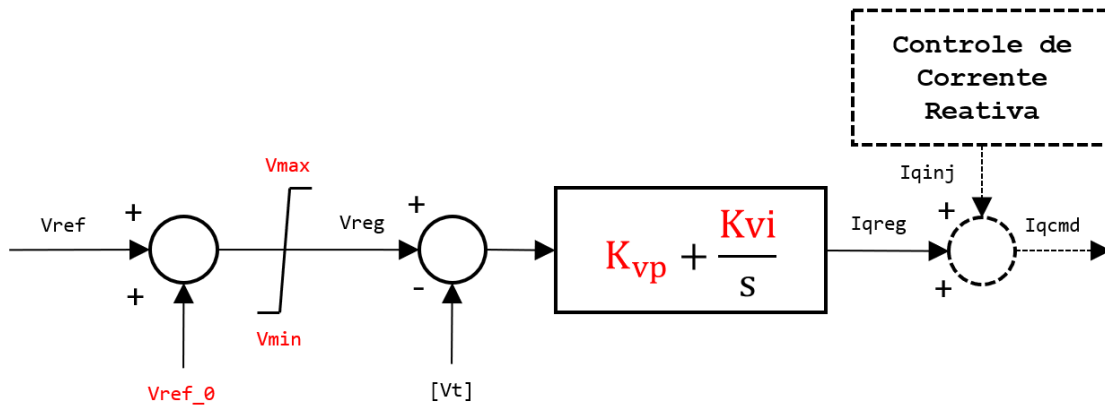 Controle de
Corrente
Reativa
Iqinj
Vmax
Vref
+
Vreg
+
Kvp + Kvi/s
Iqreg
+
Iqcmd
+
-
+
Vmin
Vref_0
[Vt]